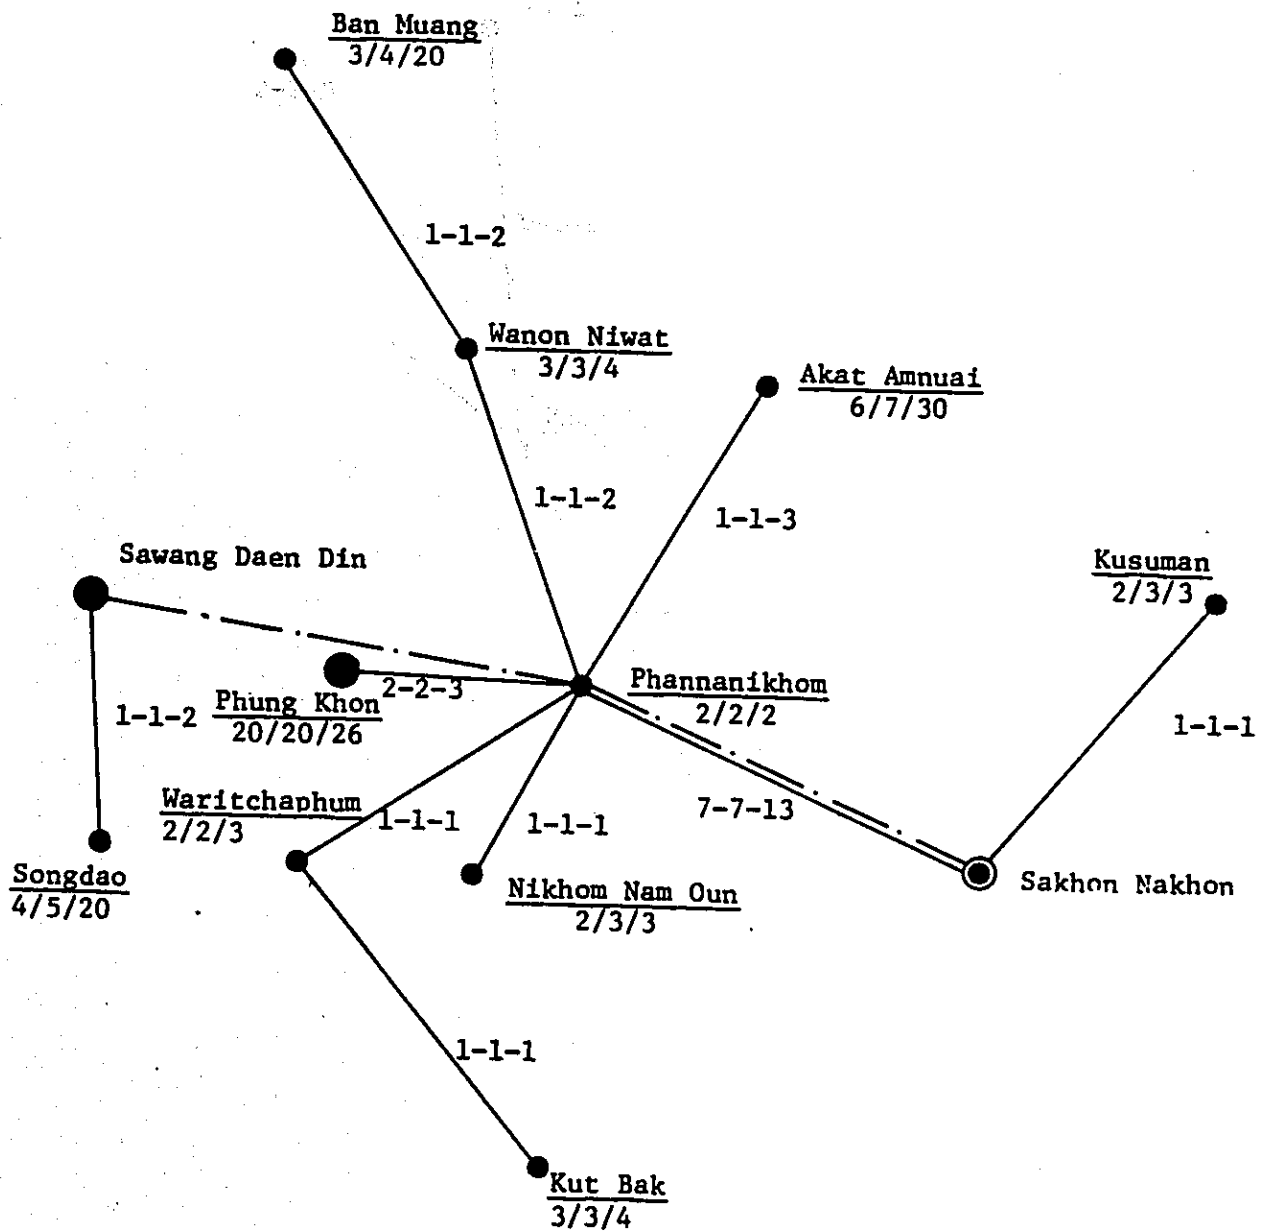 Ban Muang
3/4/20
1-1-2
Wanon Niwat
3/3/4
Akat Amnuai
6/7/30
1-1-2
1-1-3
Sawang Daen Din
Kusuman
2/3/3
2-2-3
Phannanikhom
2/2/2
Phung Khon
20/20/26
1-1-2
1-1-1
7-7-13
Waritchaphum
2/2/3
1-1-1
1-1-1
Songdao
4/5/20
Nikhom Nam Oun
2/3/3
Sakhon Nakhon
1-1-1
Kut Bak
3/3/4